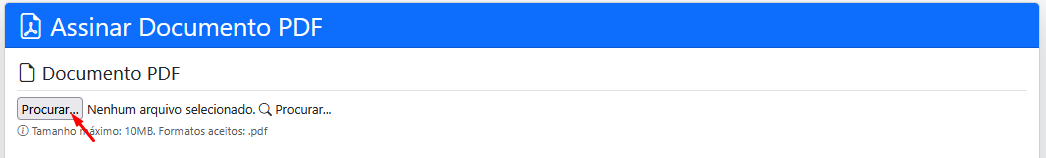 Assinar Documento PDF
Documento PDF
Procurar... Nenhum arquivo selecionado. Procurar...
Tamanho máximo: 10MB. Formatos aceitos: .pdf